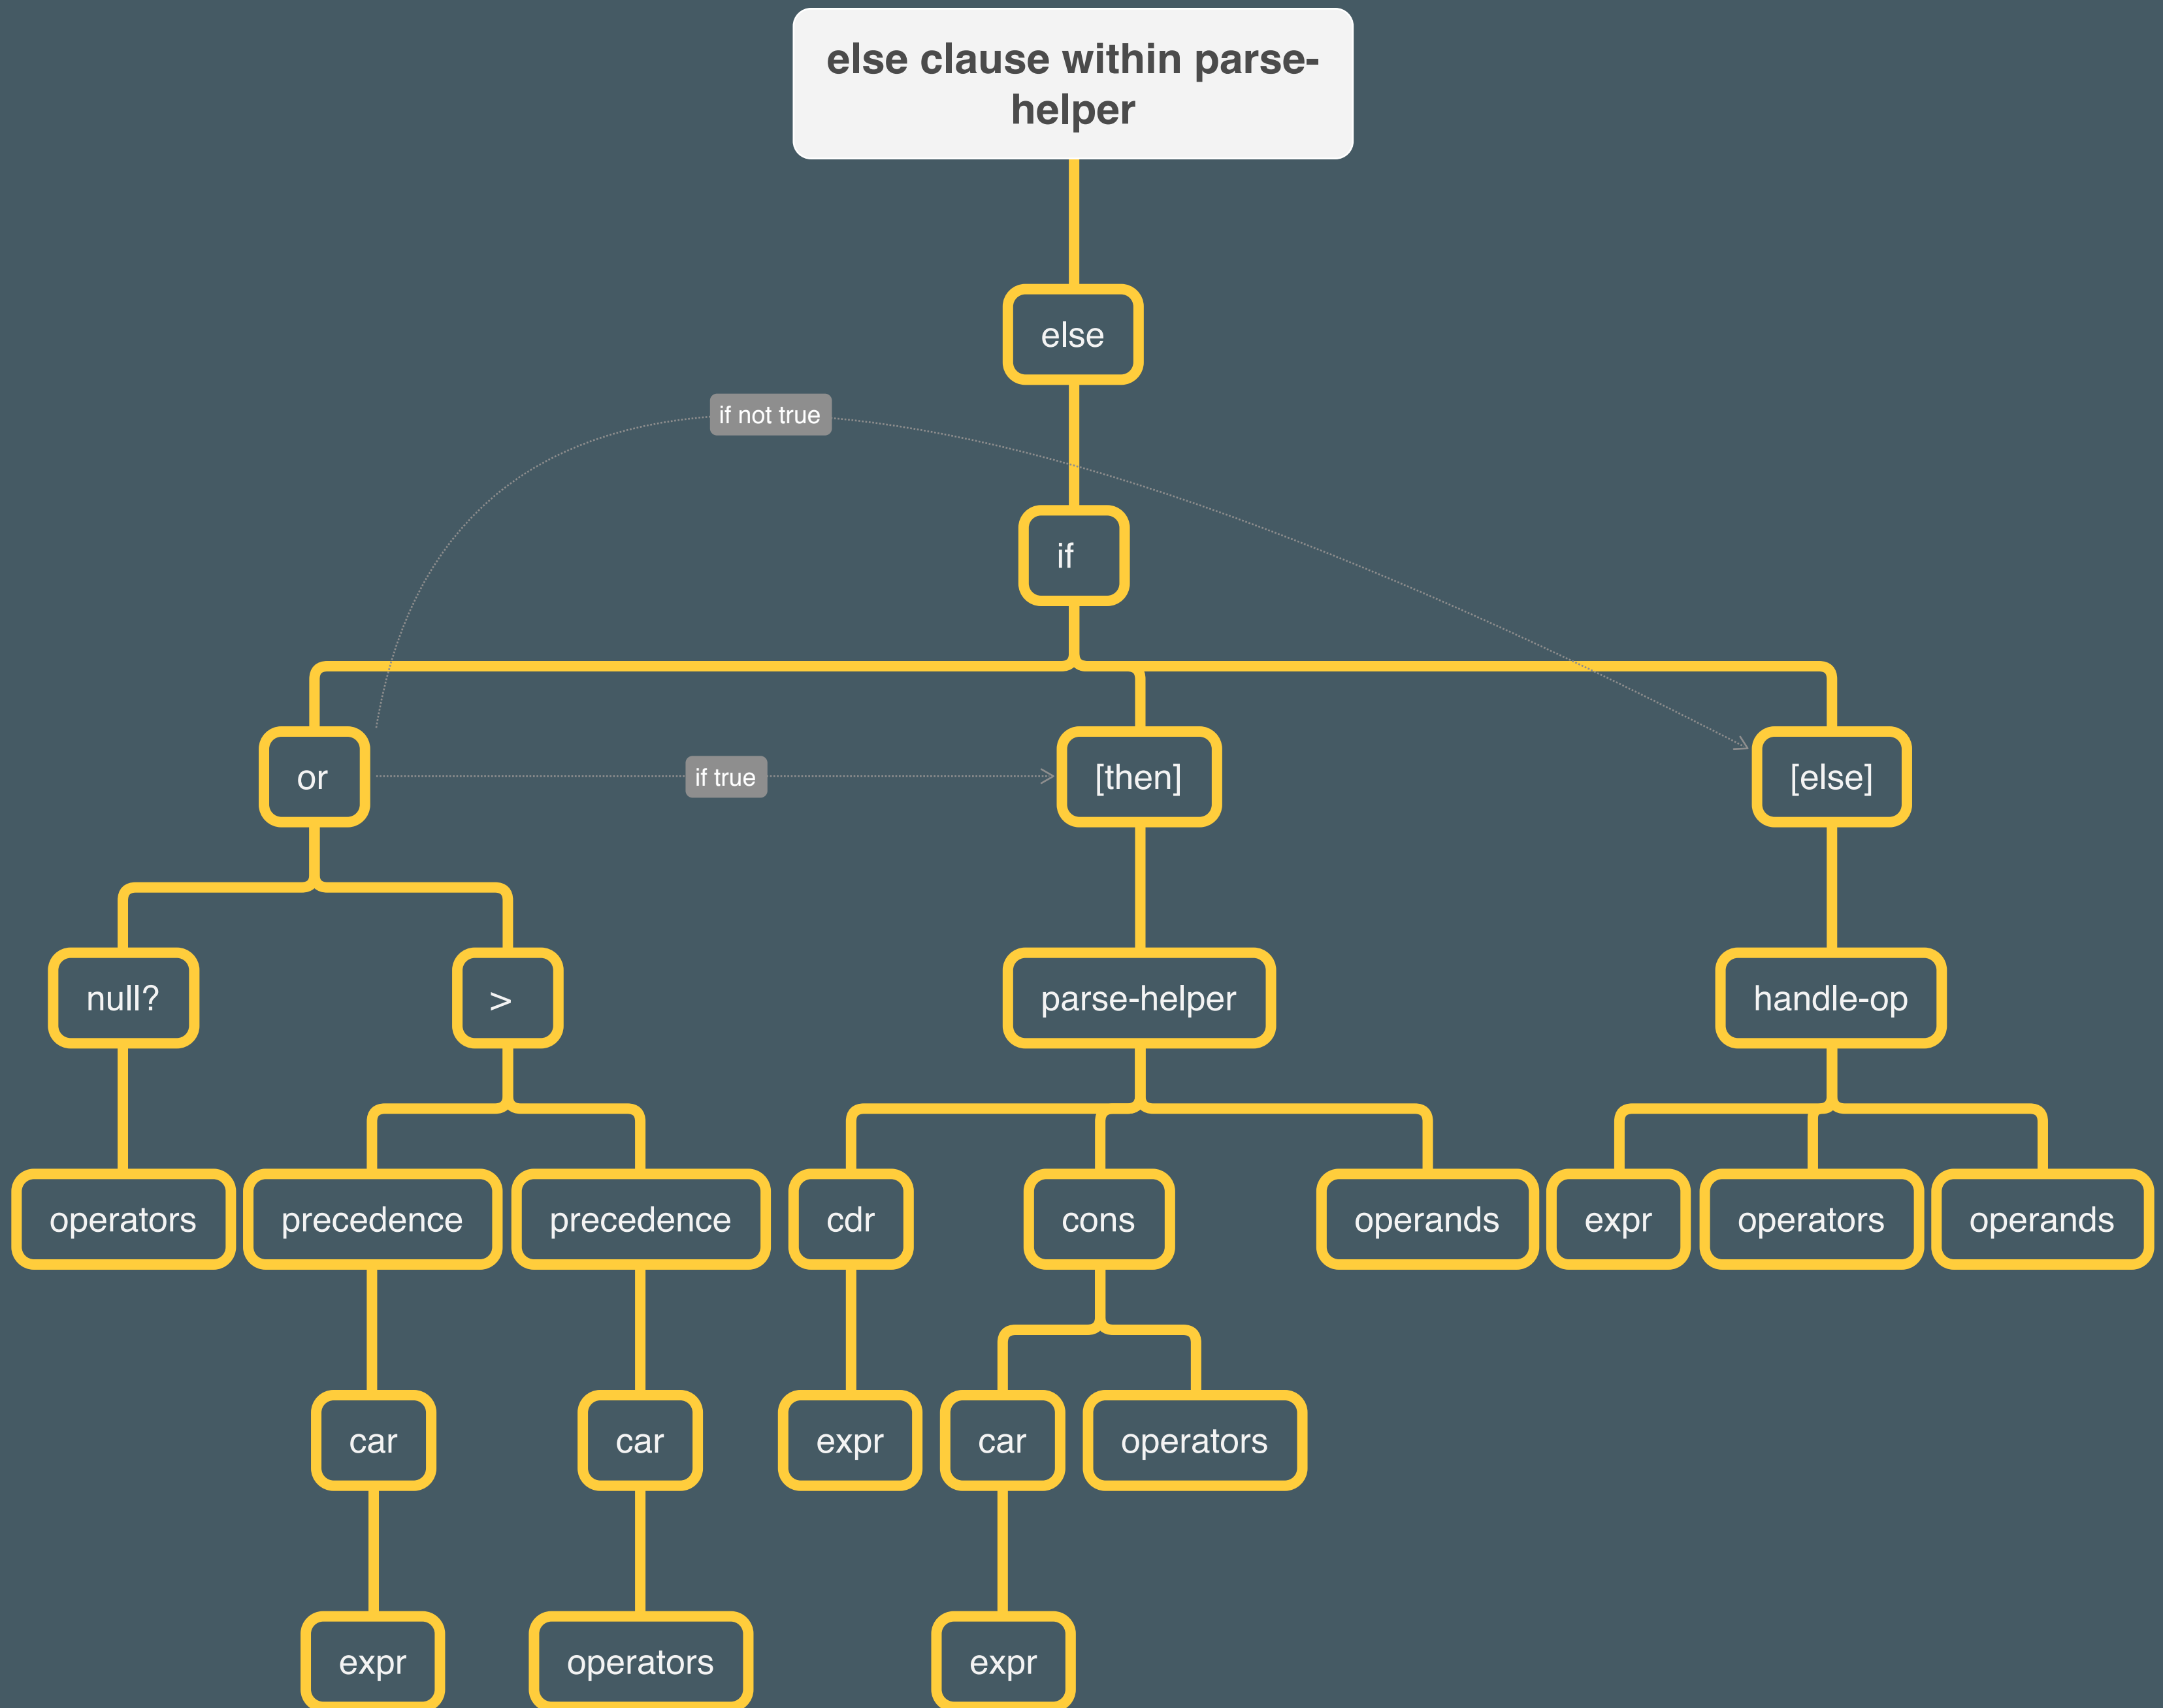 else clause within parse-
helper
else
if not true
if
or
if true
[then]
[else]
null?
>
parse-helper
handle-op
operators
precedence
precedence
cdr
cons
operands
expr
operators
operands
car
car
expr
car
operators
expr
operators
expr